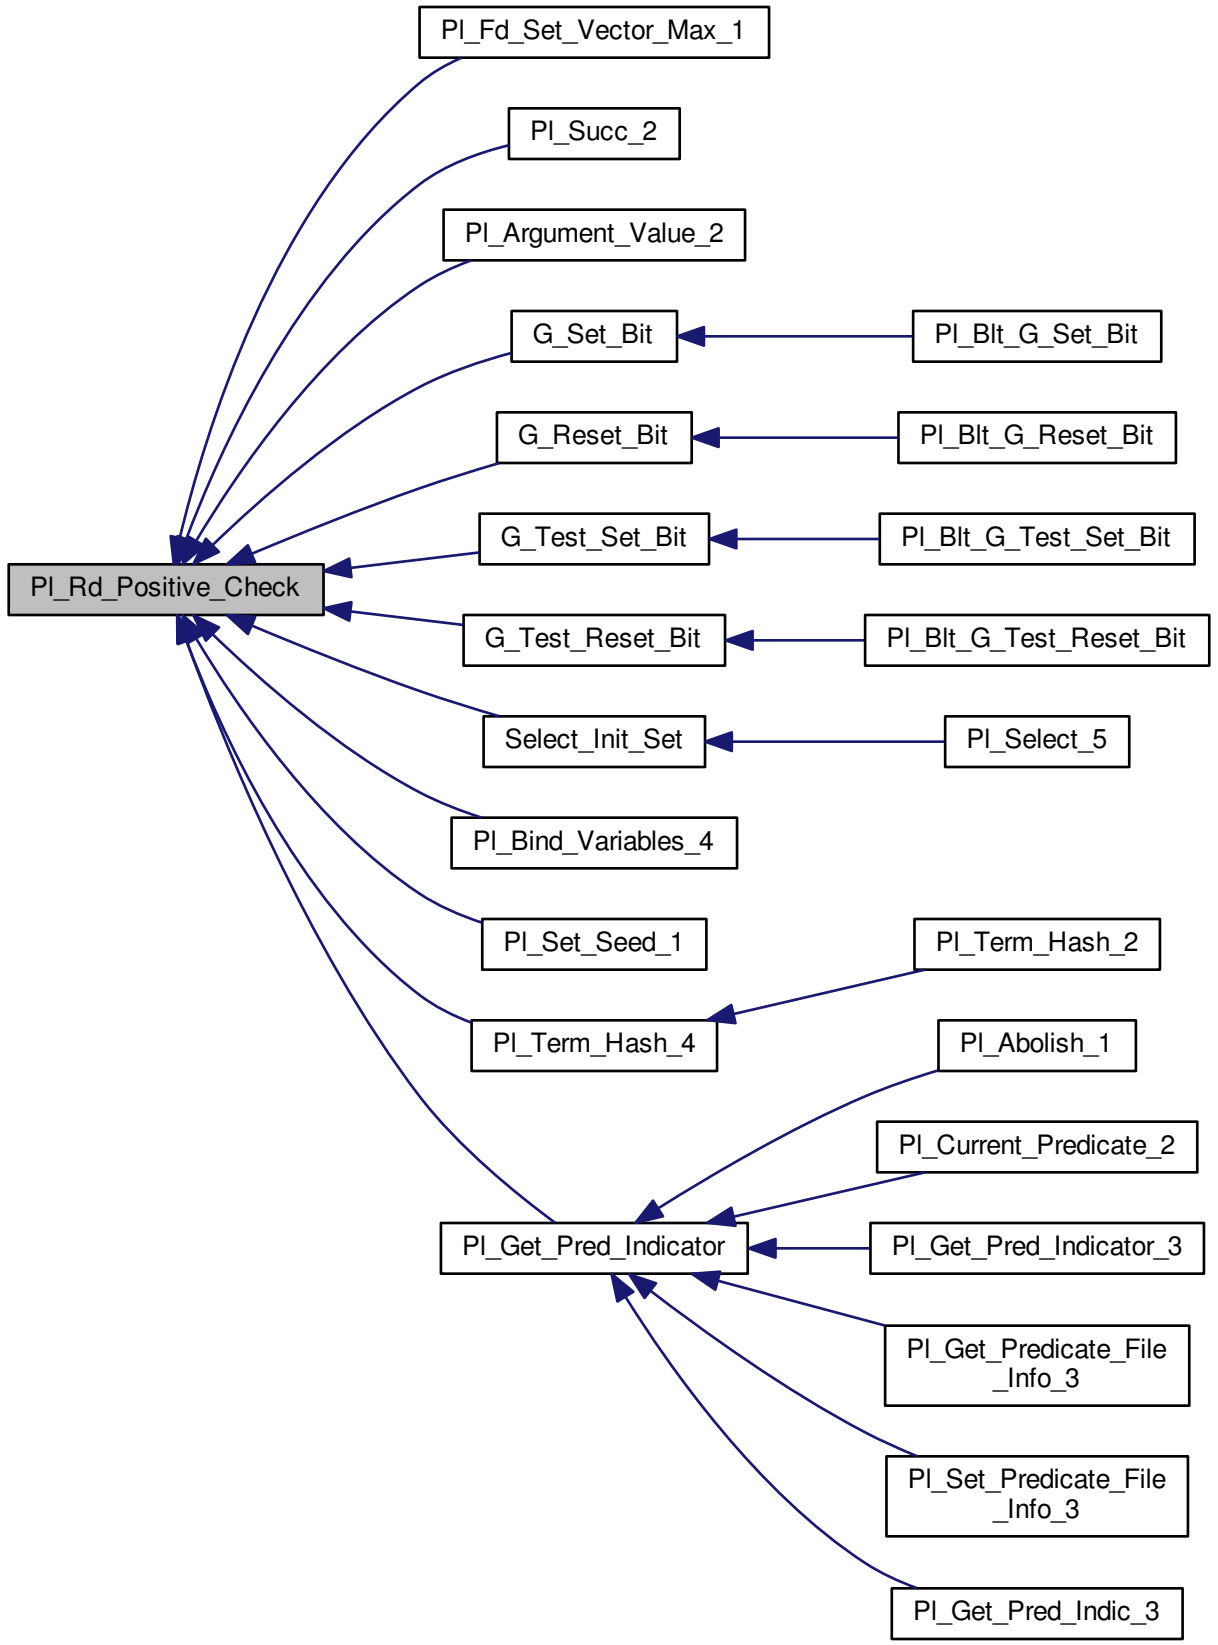 Pl_Fd_Set_Vector_Max_1
Pl_Succ_2
Pl_Argument_Value_2
G_Set_Bit
Pl_Blt_G_Set_Bit
G_Reset_Bit
Pl_Blt_G_Reset_Bit
G_Test_Set_Bit
Pl_Blt_G_Test_Set_Bit
Pl_Rd_Positive_Check
G_Test_Reset_Bit
Pl_Blt_G_Test_Reset_Bit
Select_Init_Set
Pl_Select_5
Pl_Bind_Variables_4
Pl_Set_Seed_1
Pl_Term_Hash_2
Pl_Term_Hash_4
Pl_Abolish_1
Pl_Current_Predicate_2
Pl_Get_Pred_Indicator
Pl_Get_Pred_Indicator_3
Pl_Get_Predicate_File
_Info_3
Pl_Set_Predicate_File
_Info_3
Pl_Get_Pred_Indic_3